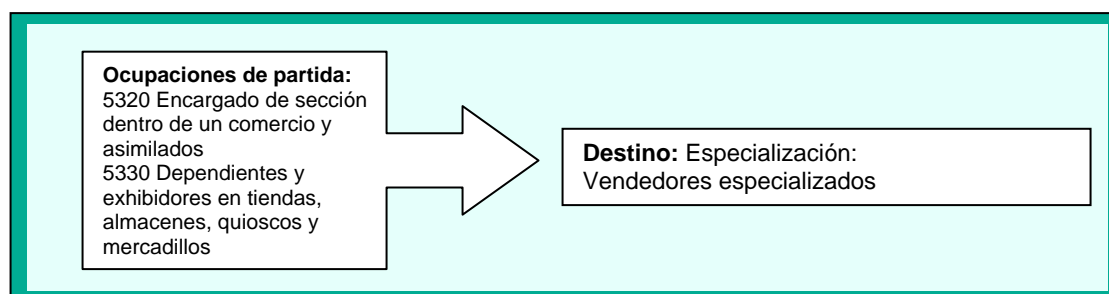 Ocupaciones de partida:
5320 Encargado de sección
dentro de un comercio y
asimilados
5330 Dependientes y
exhibidores en tiendas,
almacenes, quioscos y
mercadillos
Destino: Especialización:
Vendedores especializados